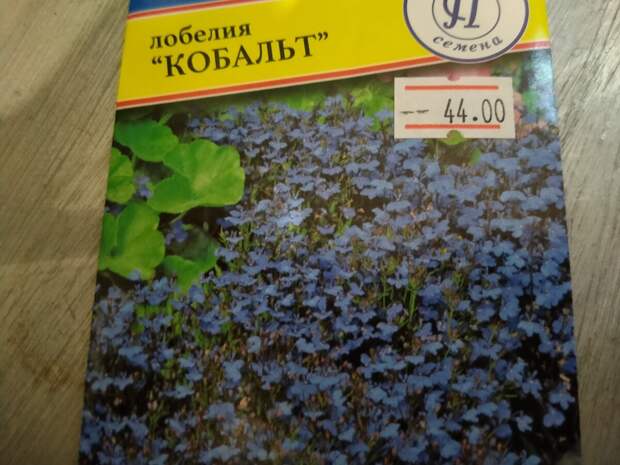 лобелия
"КОБАЛЬТ"
семена
-- 44.00